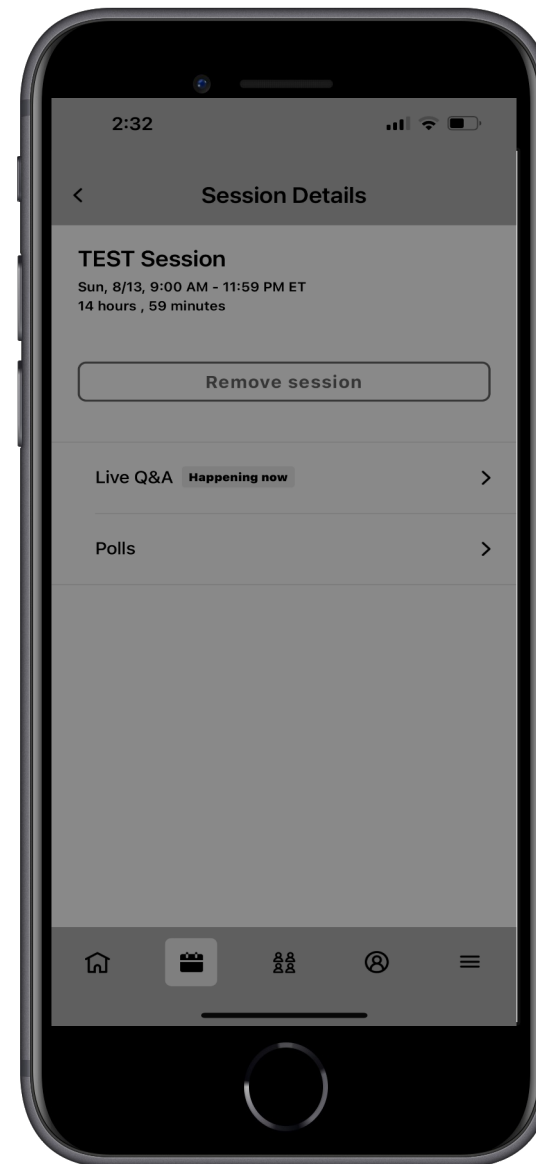 2:32
Session Details
TEST Session
Sun, 8/13, 9:00 AM - 11:59 PM ET
14 hours , 59 minutes
Remove session
Live Q&A Happening now
Polls